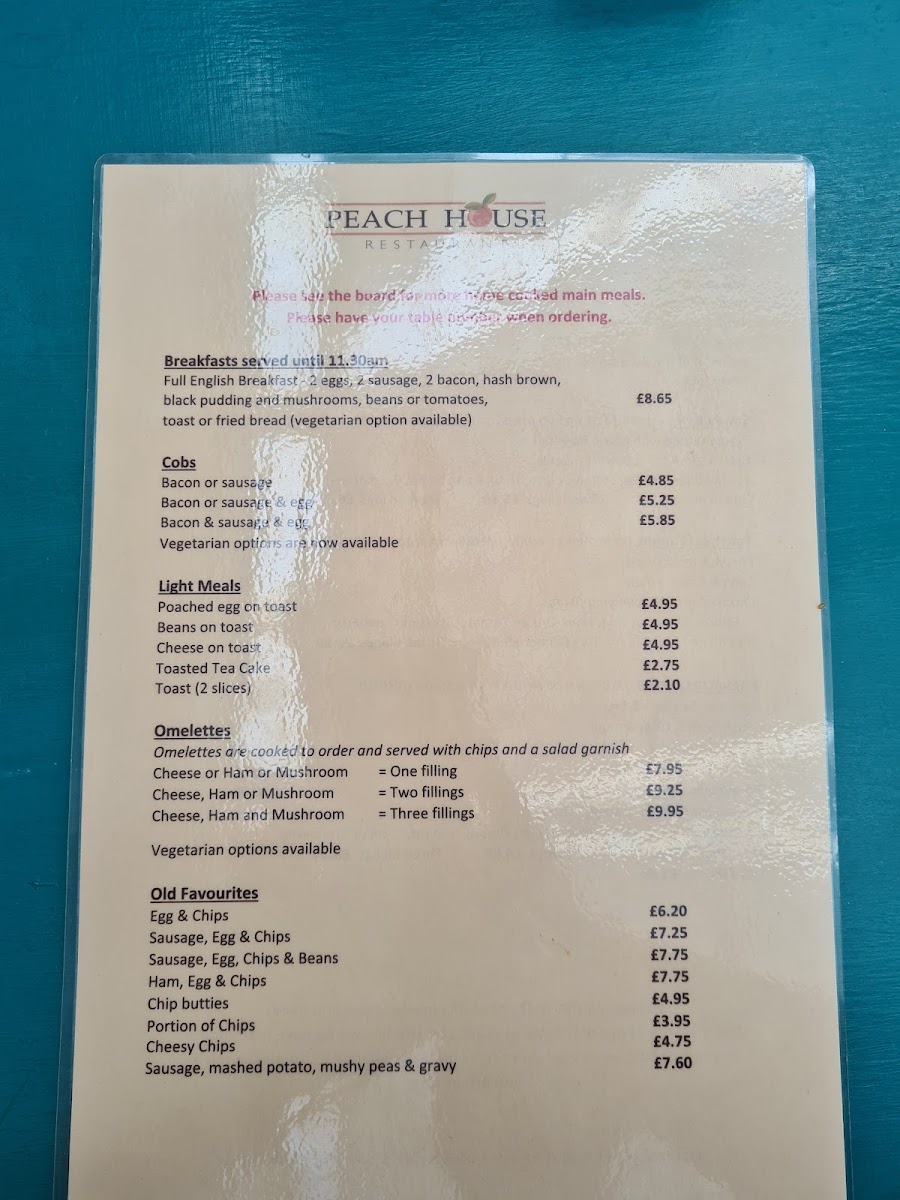 PEACH HOUSE
RESTAURANT
Please see the board for more home cooked main meals.
Please have your table number when ordering.
Breakfasts served until 11.30am
Full English Breakfast - 2 eggs, 2 sausage, 2 bacon, hash brown,
black pudding and mushrooms, beans or tomatoes, £8.65
toast or fried bread (vegetarian option available)
Cobs
Bacon or sausage £4.85
Bacon or sausage & egg £5.25
Bacon & sausage & egg £5.85
Vegetarian options are now available
Light Meals
Poached egg on toast £4.95
Beans on toast £4.95
Cheese on toast £4.95
Toasted Tea Cake £2.75
Toast (2 slices) £2.10
Omelettes
Omelettes are cooked to order and served with chips and a salad garnish
Cheese or Ham or Mushroom = One filling £7.95
Cheese, Ham or Mushroom = Two fillings £9.25
Cheese, Ham and Mushroom = Three fillings £9.95
Vegetarian options available
Old Favourites
Egg & Chips £6.20
Sausage, Egg & Chips £7.25
Sausage, Egg, Chips & Beans £7.75
Ham, Egg & Chips £7.75
Chip butties £4.95
Portion of Chips £3.95
Cheesy Chips £4.75
Sausage, mashed potato, mushy peas & gravy £7.60